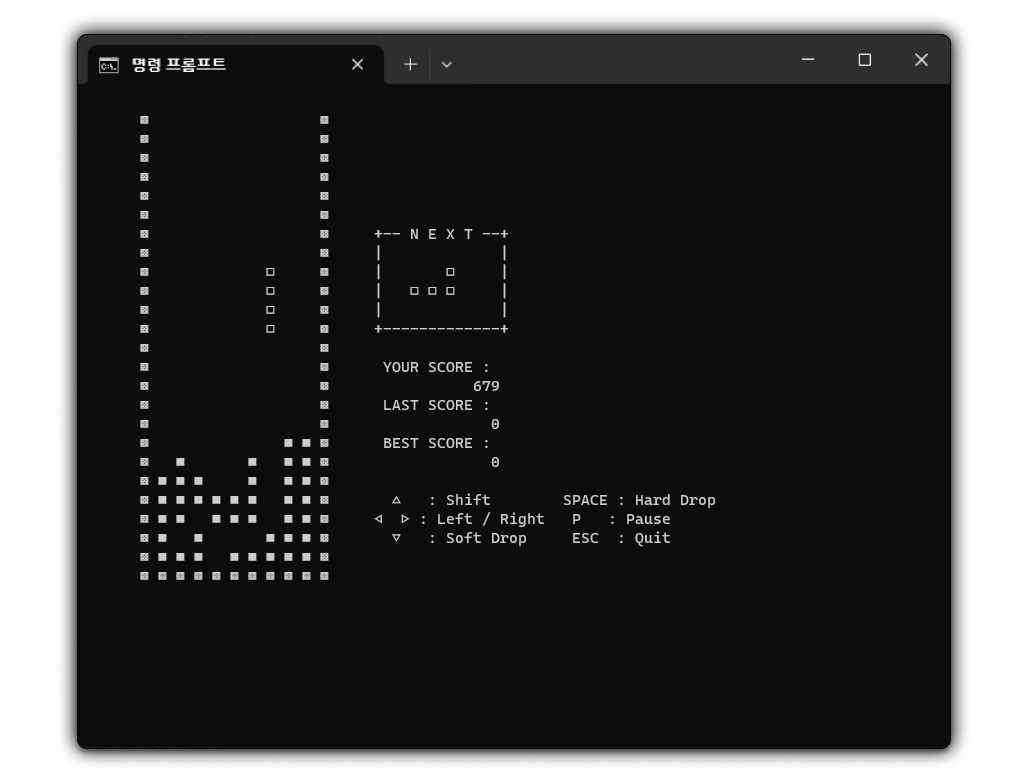 명령 프롬프트
+-- N E X T --+
YOUR SCORE :
679
LAST SCORE :
0
BEST SCORE :
0
△ : Shift SPACE : Hard Drop
◁ ▷ : Left / Right P : Pause
▽ : Soft Drop ESC : Quit